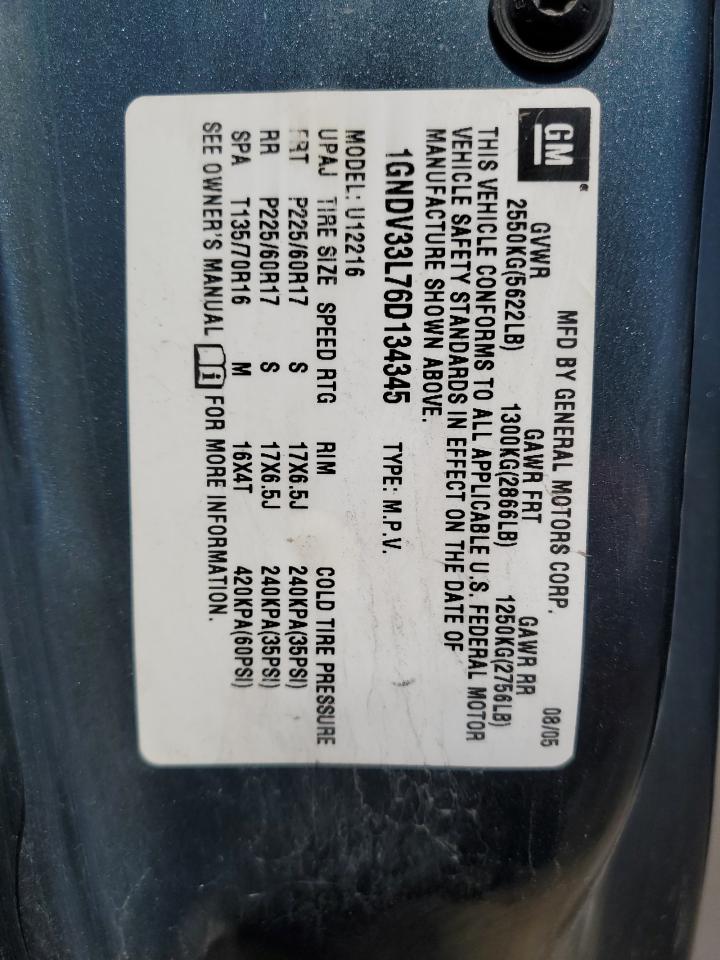 GM
MFD BY GENERAL MOTORS CORP. 08/05
GVWR GAWR FRT GAWR RR
2550KG(5622LB) 1300KG(2866LB) 1250KG(2756LB)
THIS VEHICLE CONFORMS TO ALL APPLICABLE U.S. FEDERAL MOTOR
VEHICLE SAFETY STANDARDS IN EFFECT ON THE DATE OF
MANUFACTURE SHOWN ABOVE.
1GNDV33L76D134345 TYPE: M.P.V.
MODEL: U12216
UPAJ TIRE SIZE SPEED RTG RIM COLD TIRE PRESSURE
FRT P225/60R17 S 17X6.5J 240KPA(35PSI)
RR P225/60R17 S 17X6.5J 240KPA(35PSI)
SPA T135/70R16 M 16X4T 420KPA(60PSI)
SEE OWNER'S MANUAL i FOR MORE INFORMATION.